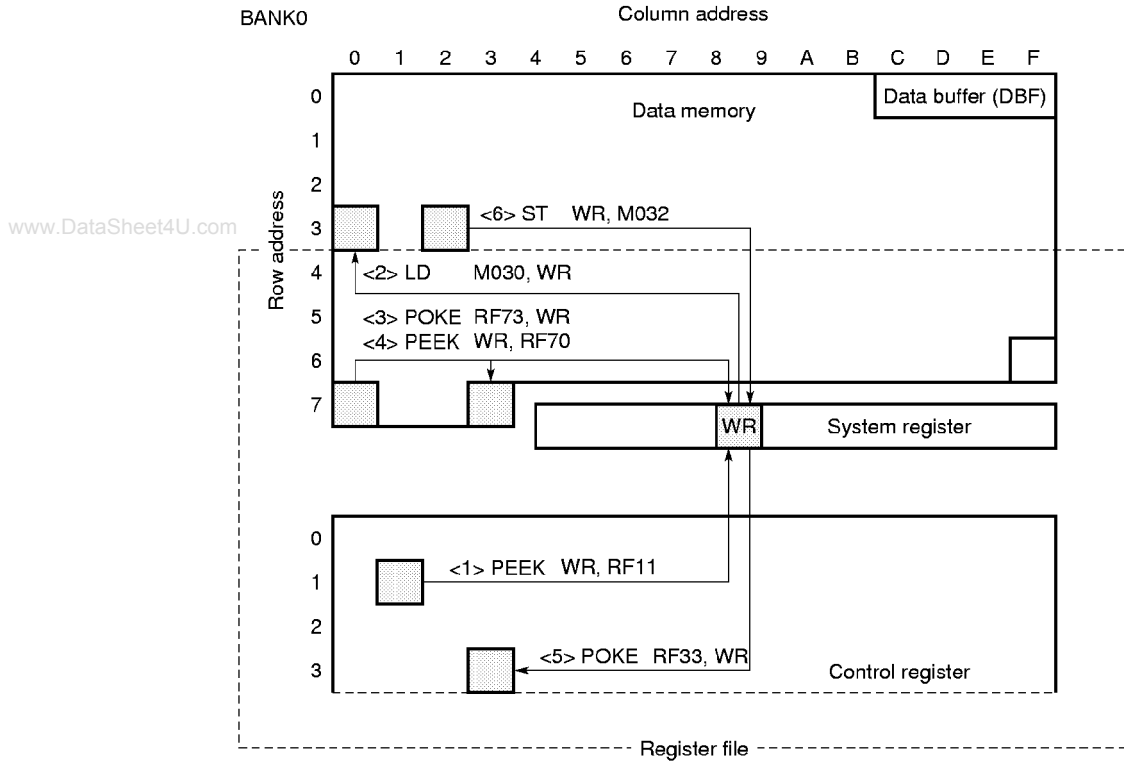 BANK0
Column address
0 1 2 3 4 5 6 7 8 9 A B C D E F
Row address
0
Data memory
Data buffer (DBF)
1
2
3
<6> ST WR, M032
www.DataSheet4U.com
4
<2> LD M030, WR
5
<3> POKE RF73, WR
<4> PEEK WR, RF70
6
7
WR
System register
0
1
<1> PEEK WR, RF11
2
3
<5> POKE RF33, WR
Control register
Register file